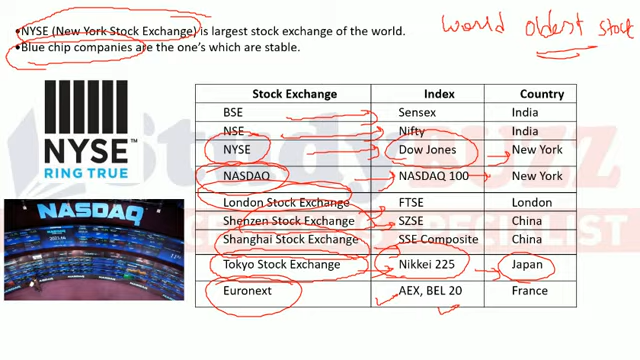 •NYSE (New York Stock Exchange) is largest stock exchange of the world.
•Blue chip companies are the one's which are stable.
world oldest stock
NYSE
RING TRUE
NASDAQ
Stock Exchange Index Country
BSE Sensex India
NSE Nifty India
NYSE Dow Jones New York
NASDAQ NASDAQ 100 New York
London Stock Exchange FTSE London
Shenzen Stock Exchange SZSE China
Shanghai Stock Exchange SSE Composite China
Tokyo Stock Exchange Nikkei 225 Japan
Euronext AEX, BEL 20 France